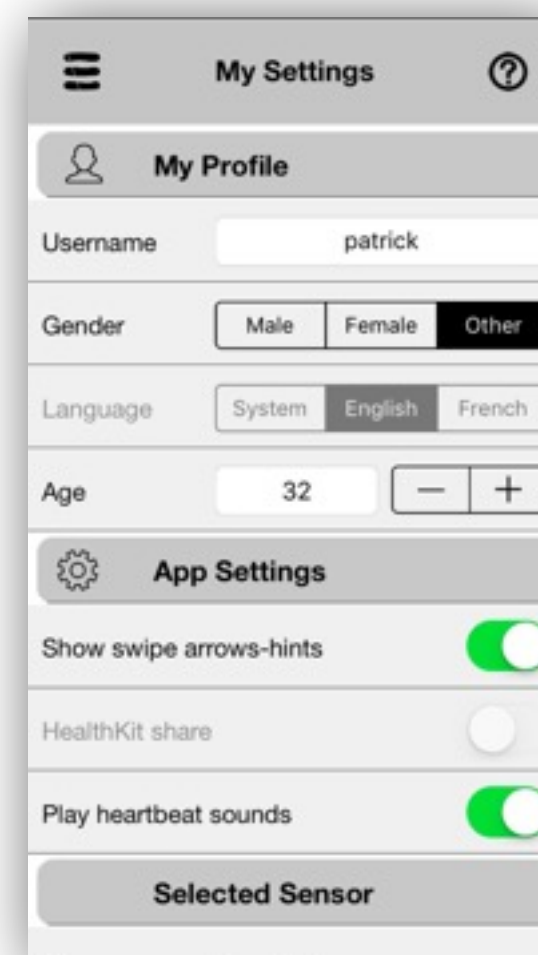 My Settings ?
My Profile
Username patrick
Gender Male Female Other
Language System English French
Age 32 — +
App Settings
Show swipe arrows-hints
HealthKit share
Play heartbeat sounds
Selected Sensor